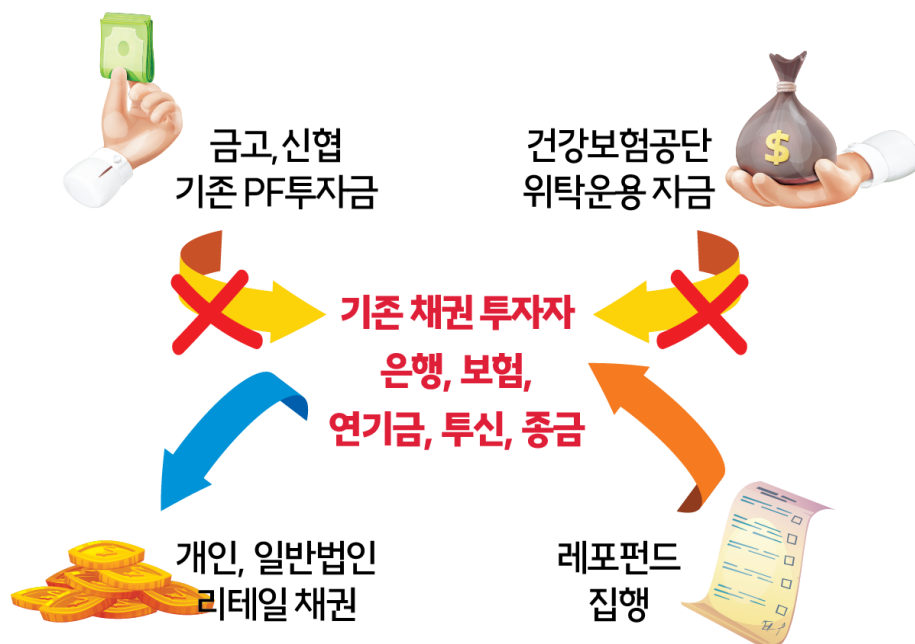 금고, 신협
기존 PF투자금
건강보험공단
위탁운용 자금
$
기존 채권 투자자
은행, 보험,
연기금, 투신, 종금
개인, 일반법인
리테일 채권
레포펀드
집행